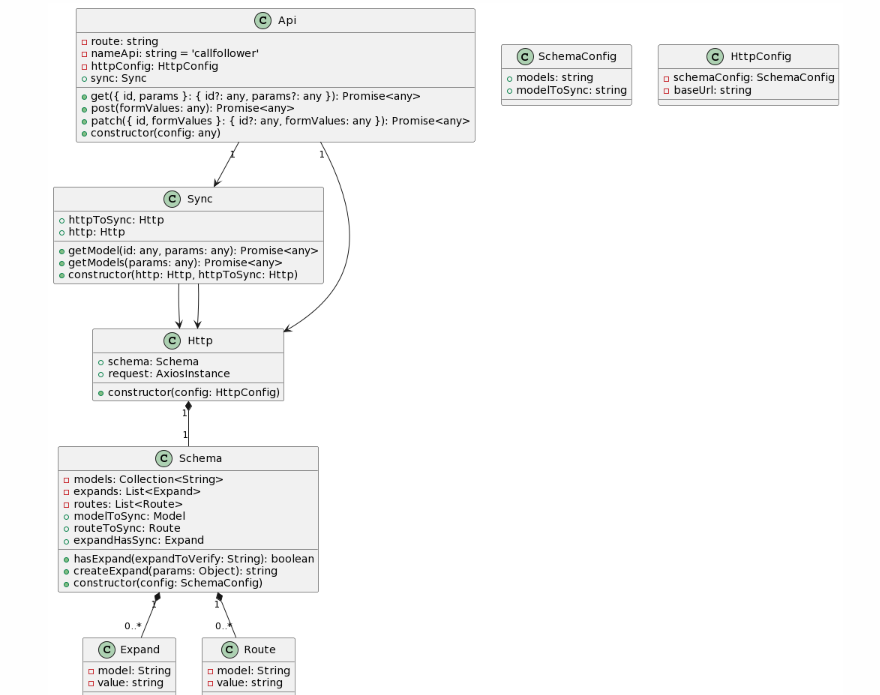 C Api
route: string
nameApi: string = 'callfollower'
httpConfig: HttpConfig
sync: Sync
get({ id, params }: { id?: any, params?: any }): Promise<any>
post(formValues: any): Promise<any>
patch({ id, formValues }: { id?: any, formValues: any }): Promise<any>
constructor(config: any)
C SchemaConfig
models: string
modelToSync: string
C HttpConfig
schemaConfig: SchemaConfig
baseUrl: string
1
1
C Sync
httpToSync: Http
http: Http
getModel(id: any, params: any): Promise<any>
getModels(params: any): Promise<any>
constructor(http: Http, httpToSync: Http)
C Http
schema: Schema
request: AxiosInstance
constructor(config: HttpConfig)
1
1
C Schema
models: Collection<String>
expands: List<Expand>
routes: List<Route>
modelToSync: Model
routeToSync: Route
expandHasSync: Expand
hasExpand(expandToVerify: String): boolean
createExpand(params: Object): string
constructor(config: SchemaConfig)
1
1
0..*
0..*
C Expand
model: String
value: string
C Route
model: String
value: string